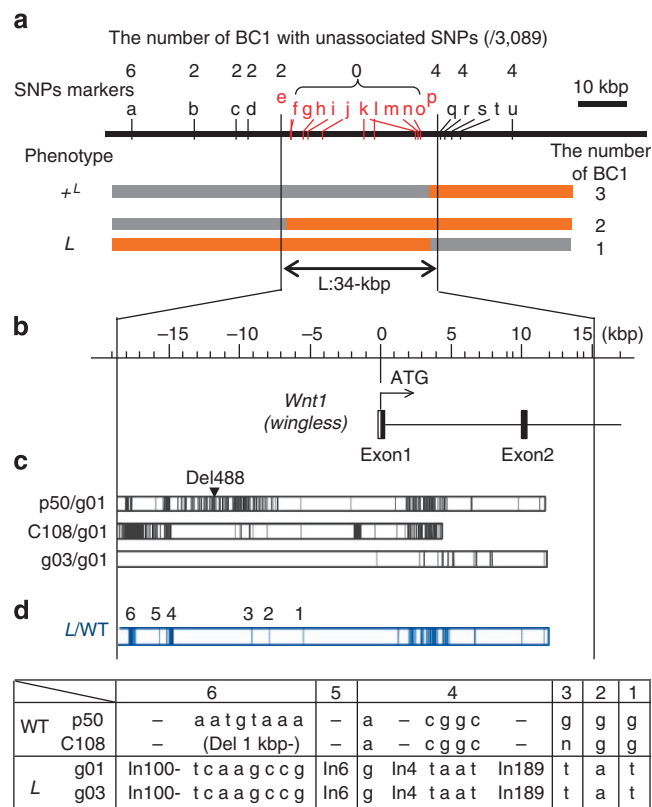 a
The number of BC1 with unassociated SNPs (/3,089)
6 2 2 2 2 0 4 4 4
SNPs markers
a b c d e f g h i j k l m n o p q r s t u
10 kbp
Phenotype
The number of BC1
+L 3
2
L 1
L:34-kbp
b
−15 −10 −5 0 5 10 15 (kbp)
ATG
Wnt1
(wingless)
Exon1 Exon2
c
Del488
p50/g01
C108/g01
g03/g01
d
6 5 4 3 2 1
L/WT
6 5 4 3 2 1
WT p50 – a a t g t a a a – a – c g g c – g g g
C108 – (Del 1 kbp-) – a – c g g c – n g g
L g01 In100- t c a a g c c g In6 g In4 t a a t In189 t a t
g03 In100- t c a a g c c g In6 g In4 t a a t In189 t a t